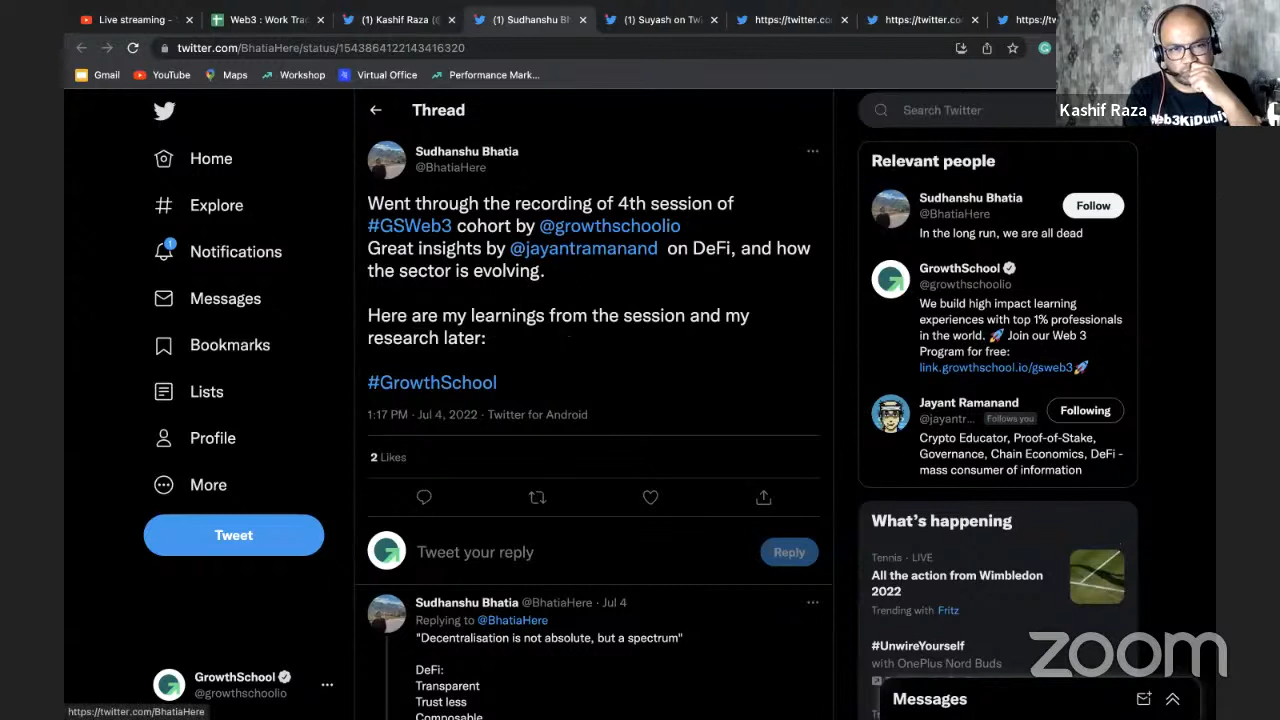 Live streaming -
Web3 : Work Trac
(1) Kashif Raza (@
(1) Sudhanshu Bh
(1) Suyash on Tw
https://twitter.co
https://twitter.co
https://tw
twitter.com/BhatiaHere/status/1543864122143416320
Gmail
YouTube
Maps
Workshop
Virtual Office
Performance Mark...
Web3KiDuniy
Kashif Raza
Home
Explore
1
Notifications
Messages
Bookmarks
Lists
Profile
More
Tweet
GrowthSchool
@growthschoolio
https://twitter.com/BhatiaHere
Thread
Sudhanshu Bhatia
@BhatiaHere
Went through the recording of 4th session of
#GSWeb3 cohort by @growthschoolio
Great insights by @jayantramanand on DeFi, and how
the sector is evolving.
Here are my learnings from the session and my
research later:
#GrowthSchool
1:17 PM · Jul 4, 2022 · Twitter for Android
2 Likes
Tweet your reply
Reply
Sudhanshu Bhatia @BhatiaHere · Jul 4
Replying to @BhatiaHere
"Decentralisation is not absolute, but a spectrum"
DeFi:
Transparent
Trust less
Composable
Search Twitter
Relevant people
Sudhanshu Bhatia
@BhatiaHere
Follow
In the long run, we are all dead
GrowthSchool
@growthschoolio
We build high impact learning
experiences with top 1% professionals
in the world. 🚀 Join our Web 3
Program for free:
link.growthschool.io/gsweb3🚀
Jayant Ramanand
@jayantr... Follows you
Following
Crypto Educator, Proof-of-Stake,
Governance, Chain Economics, DeFi -
mass consumer of information
What's happening
Tennis · LIVE
All the action from Wimbledon
2022
Trending with Fritz
#UnwireYourself
with OnePlus Nord Buds
Messages
zoom